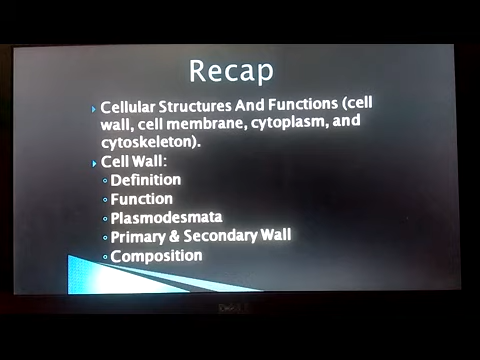 Recap
Cellular Structures And Functions (cell
wall, cell membrane, cytoplasm, and
cytoskeleton).
Cell Wall:
Definition
Function
Plasmodesmata
Primary & Secondary Wall
Composition